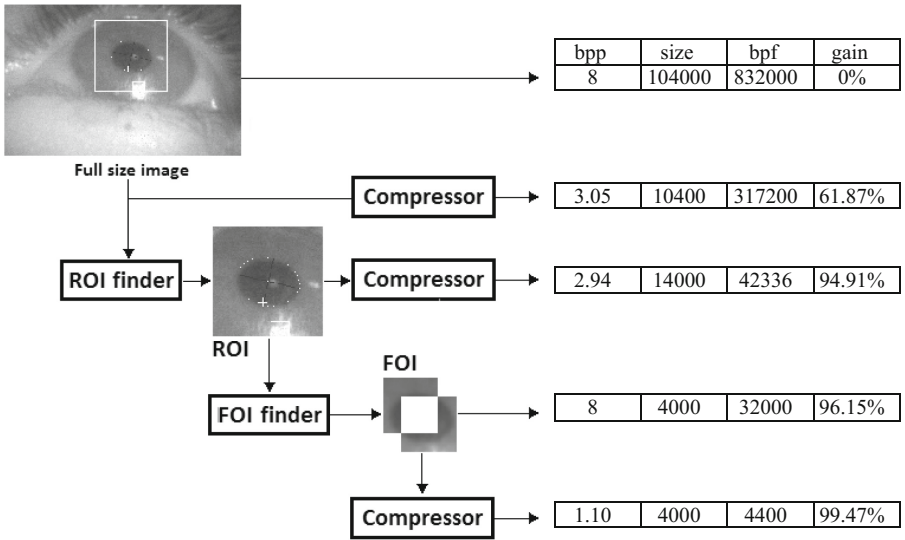 bpp size bpf gain
8 104000 832000 0%
Full size image
Compressor
3.05 10400 317200 61.87%
ROI finder
Compressor
2.94 14000 42336 94.91%
ROI
FOI
FOI finder
8 4000 32000 96.15%
Compressor
1.10 4000 4400 99.47%